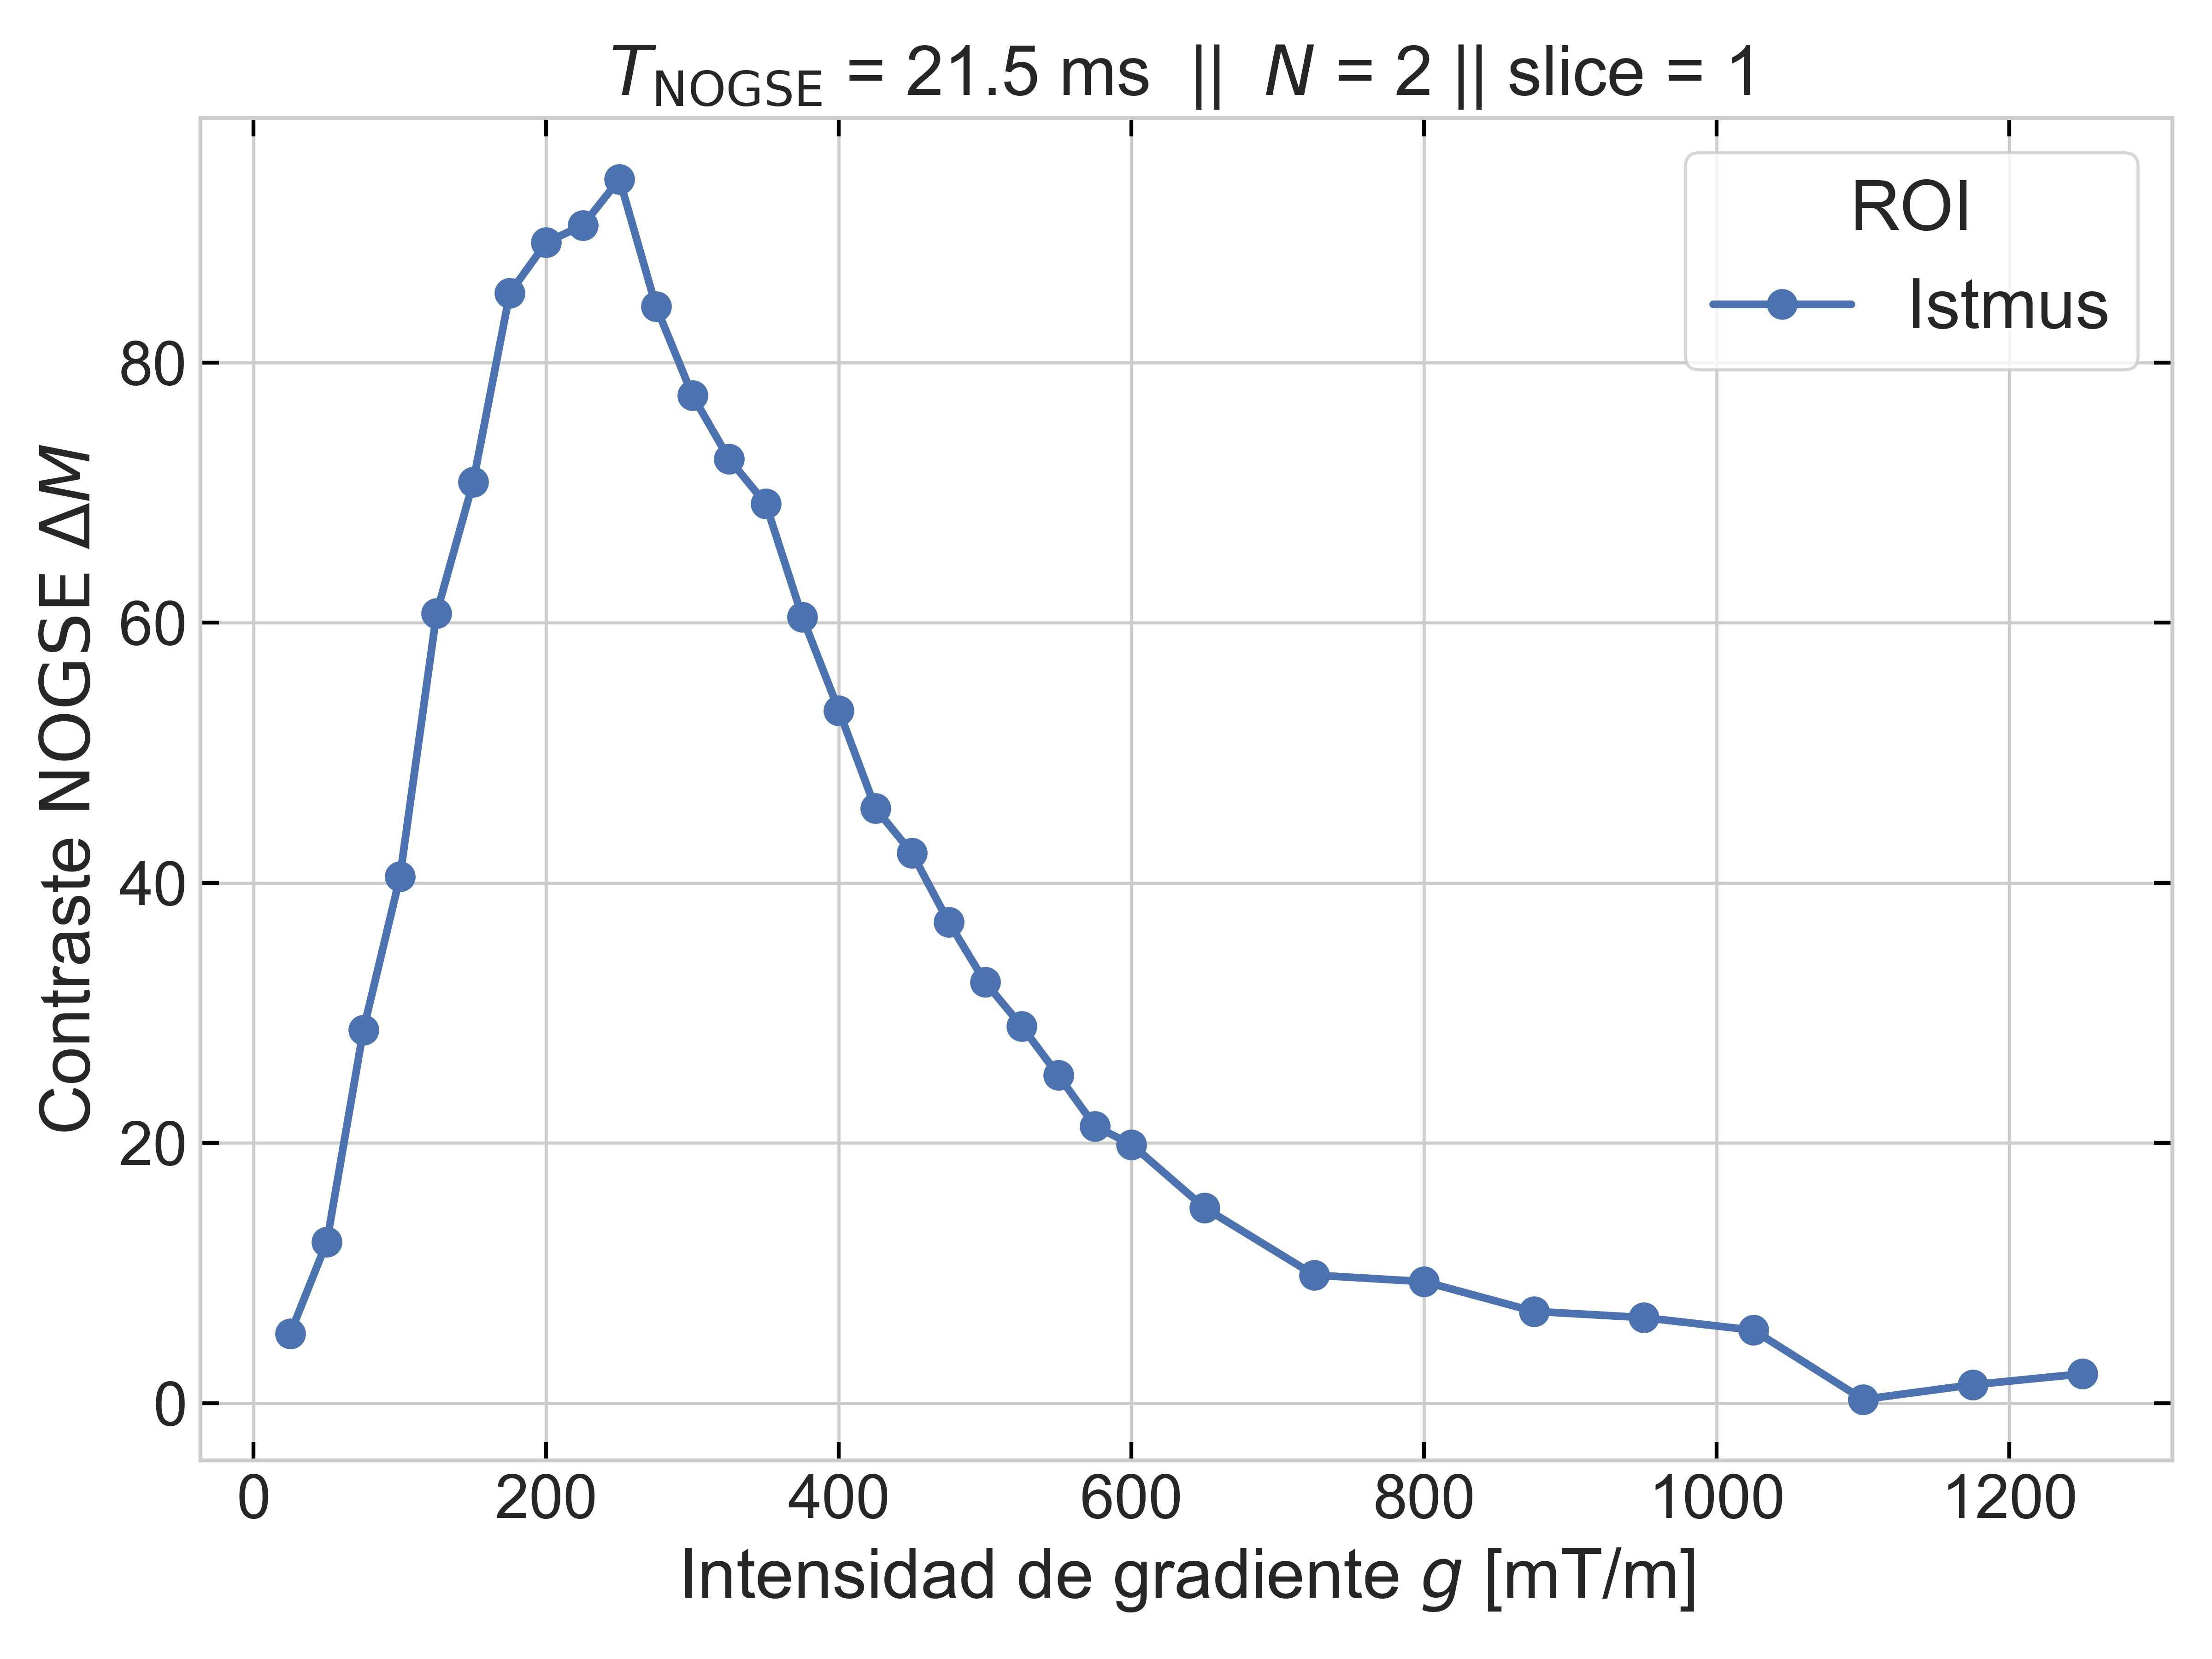 T_NOGSE = 21.5 ms || N = 2 || slice = 1
ROI
Istmus
Contraste NOGSE ΔM
80
60
40
20
0
0 200 400 600 800 1000 1200
Intensidad de gradiente g [mT/m]